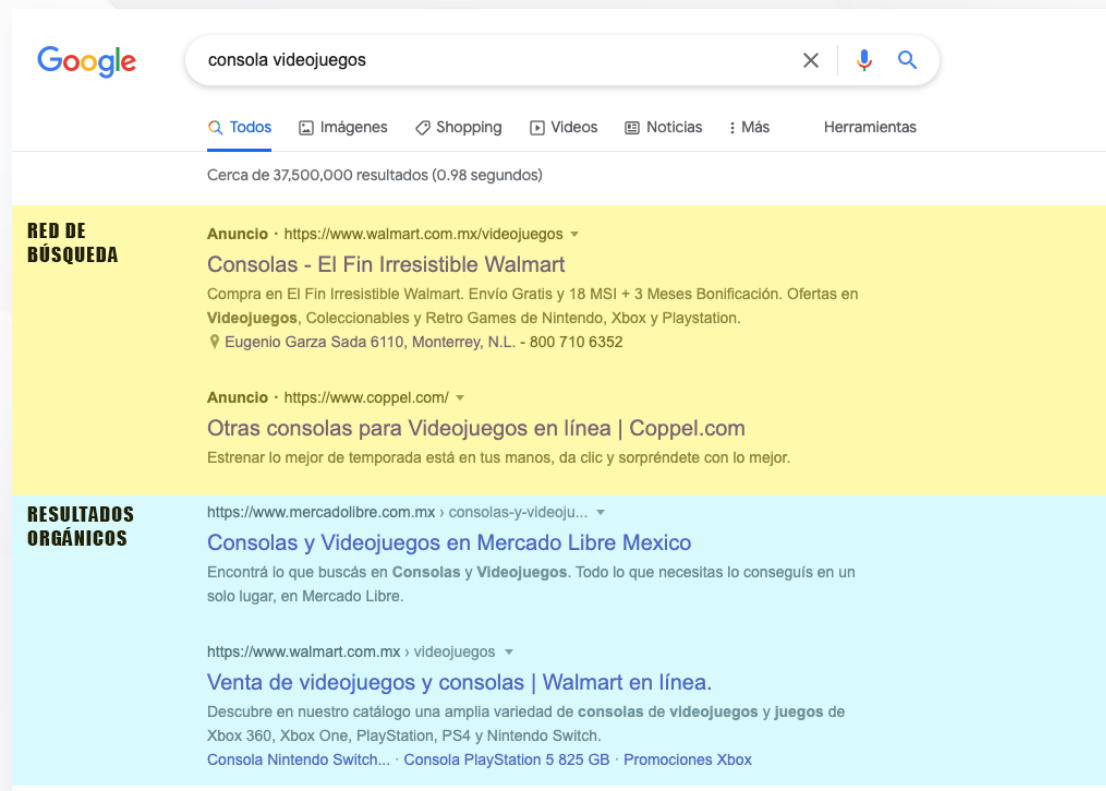 Google
consola videojuegos
Todos Imágenes Shopping Videos Noticias Más Herramientas
Cerca de 37,500,000 resultados (0.98 segundos)
RED DE
BÚSQUEDA
Anuncio · https://www.walmart.com.mx/videojuegos
Consolas - El Fin Irresistible Walmart
Compra en El Fin Irresistible Walmart. Envío Gratis y 18 MSI + 3 Meses Bonificación. Ofertas en
Videojuegos, Coleccionables y Retro Games de Nintendo, Xbox y Playstation.
Eugenio Garza Sada 6110, Monterrey, N.L. - 800 710 6352
Anuncio · https://www.coppel.com/
Otras consolas para Videojuegos en línea | Coppel.com
Estrenar lo mejor de temporada está en tus manos, da clic y sorpréndete con lo mejor.
RESULTADOS
ORGÁNICOS
https://www.mercadolibre.com.mx › consolas-y-videoju...
Consolas y Videojuegos en Mercado Libre Mexico
Encontrá lo que buscás en Consolas y Videojuegos. Todo lo que necesitas lo conseguís en un
solo lugar, en Mercado Libre.
https://www.walmart.com.mx › videojuegos
Venta de videojuegos y consolas | Walmart en línea.
Descubre en nuestro catálogo una amplia variedad de consolas de videojuegos y juegos de
Xbox 360, Xbox One, PlayStation, PS4 y Nintendo Switch.
Consola Nintendo Switch... · Consola PlayStation 5 825 GB · Promociones Xbox